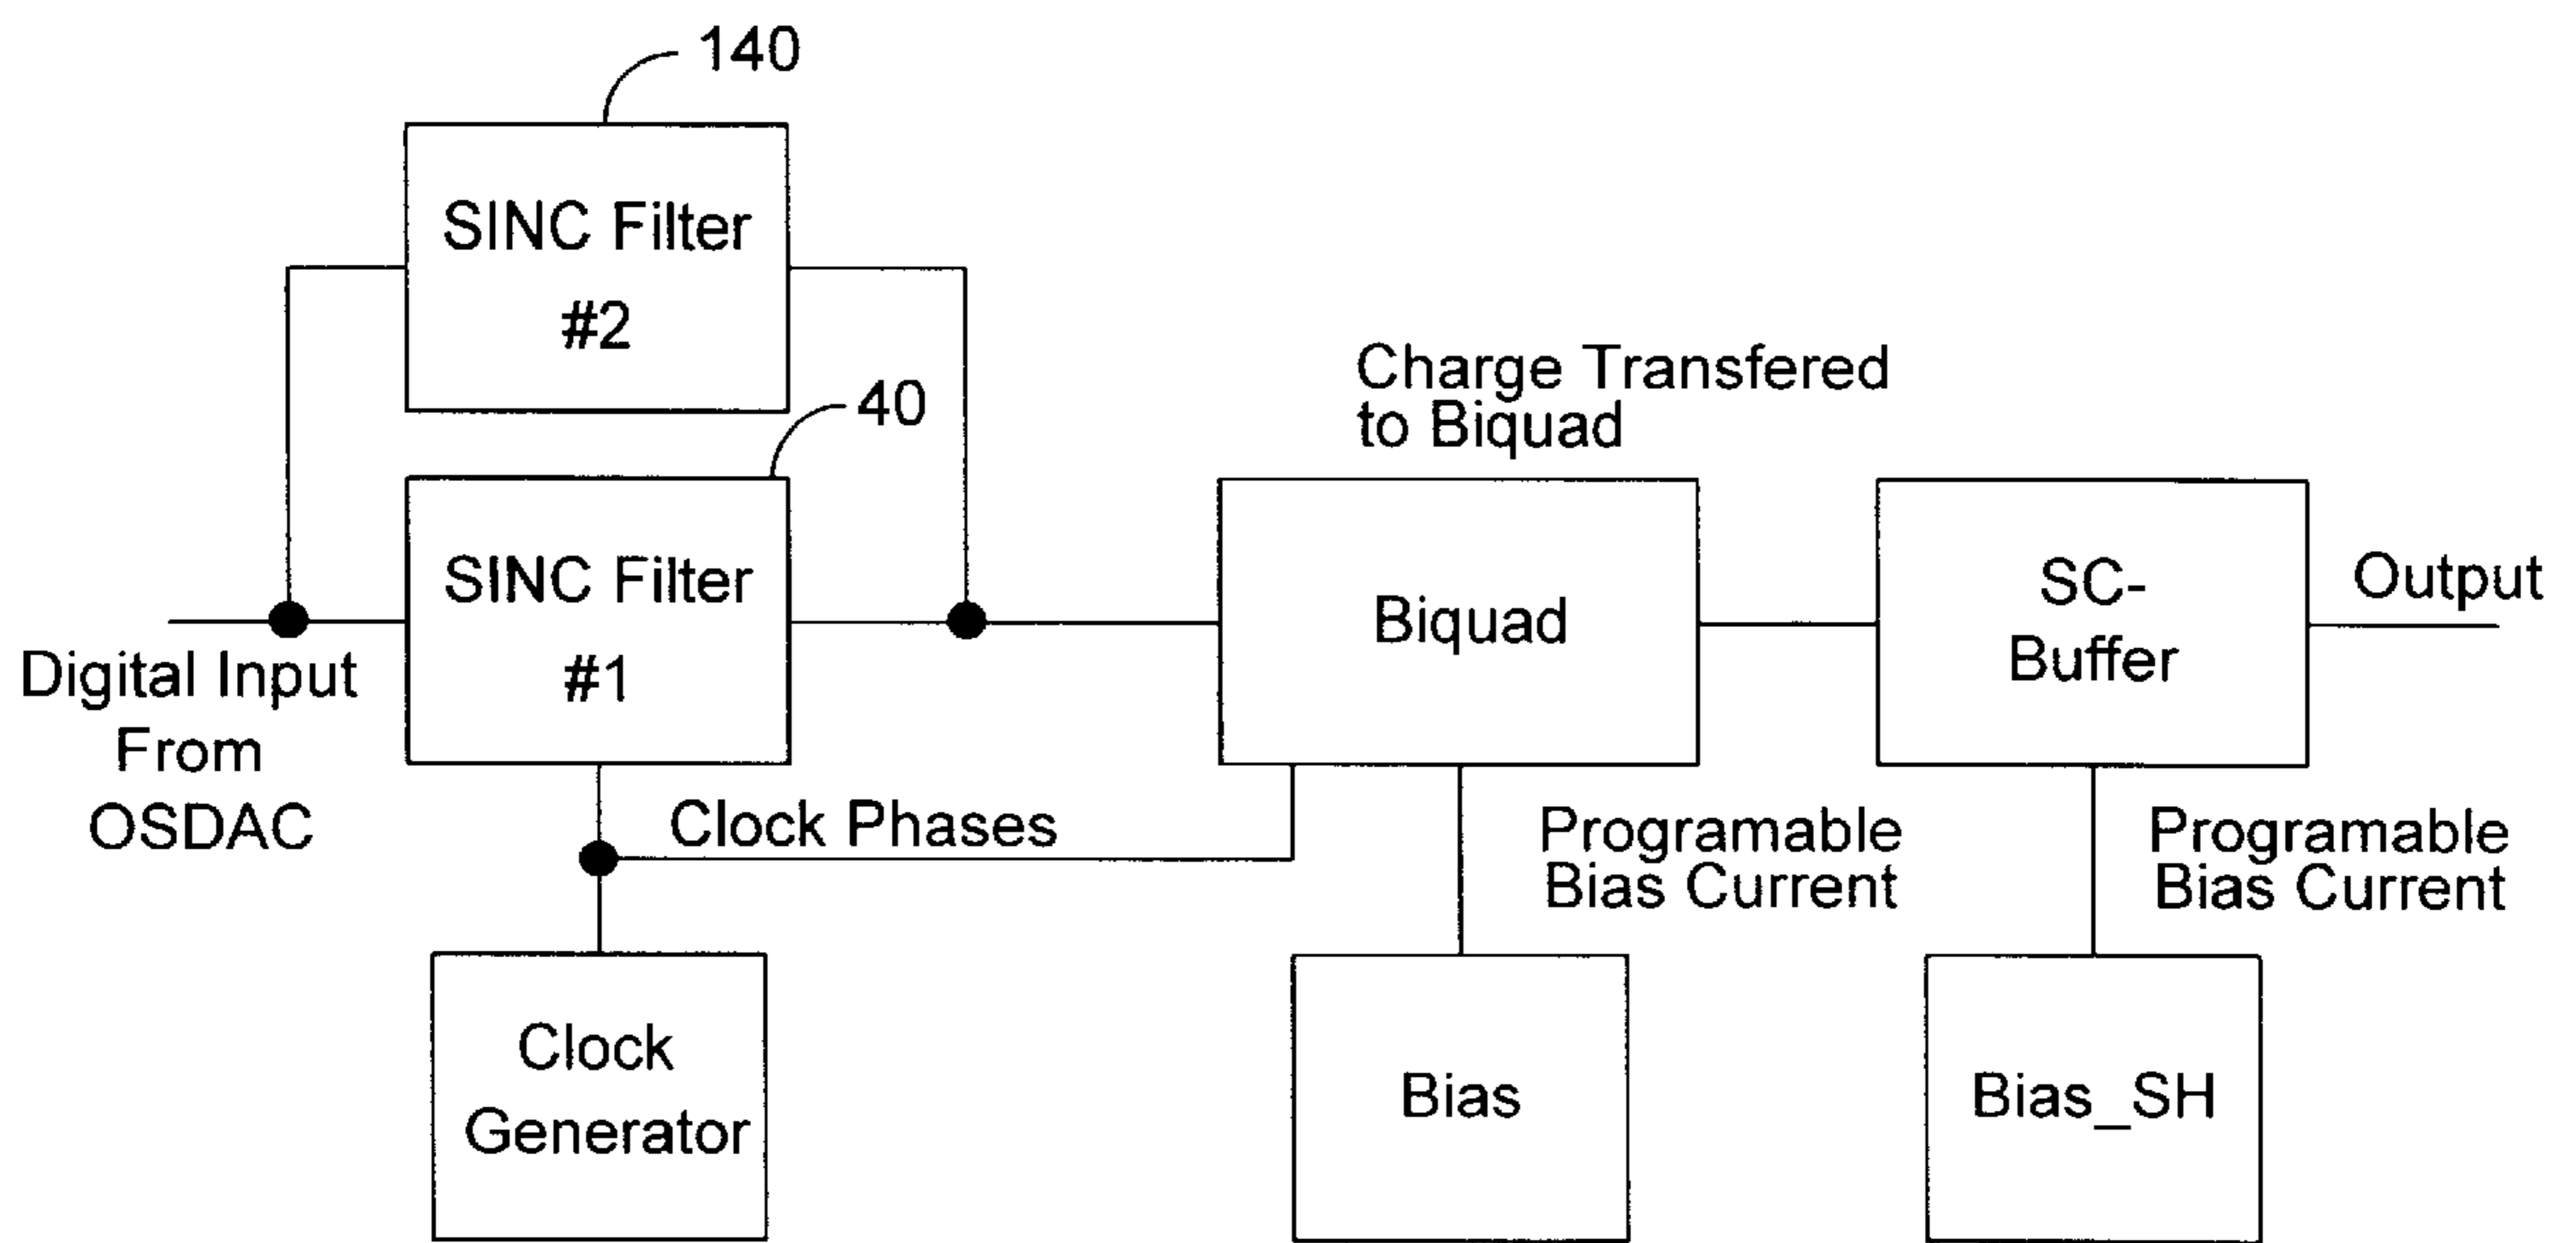 140
SINC Filter
#2
40
SINC Filter
#1
Digital Input
From
OSDAC
Charge Transfered
to Biquad
Biquad
SC-
Buffer
Output
Clock Phases
Programable
Bias Current
Programable
Bias Current
Clock
Generator
Bias
Bias_SH